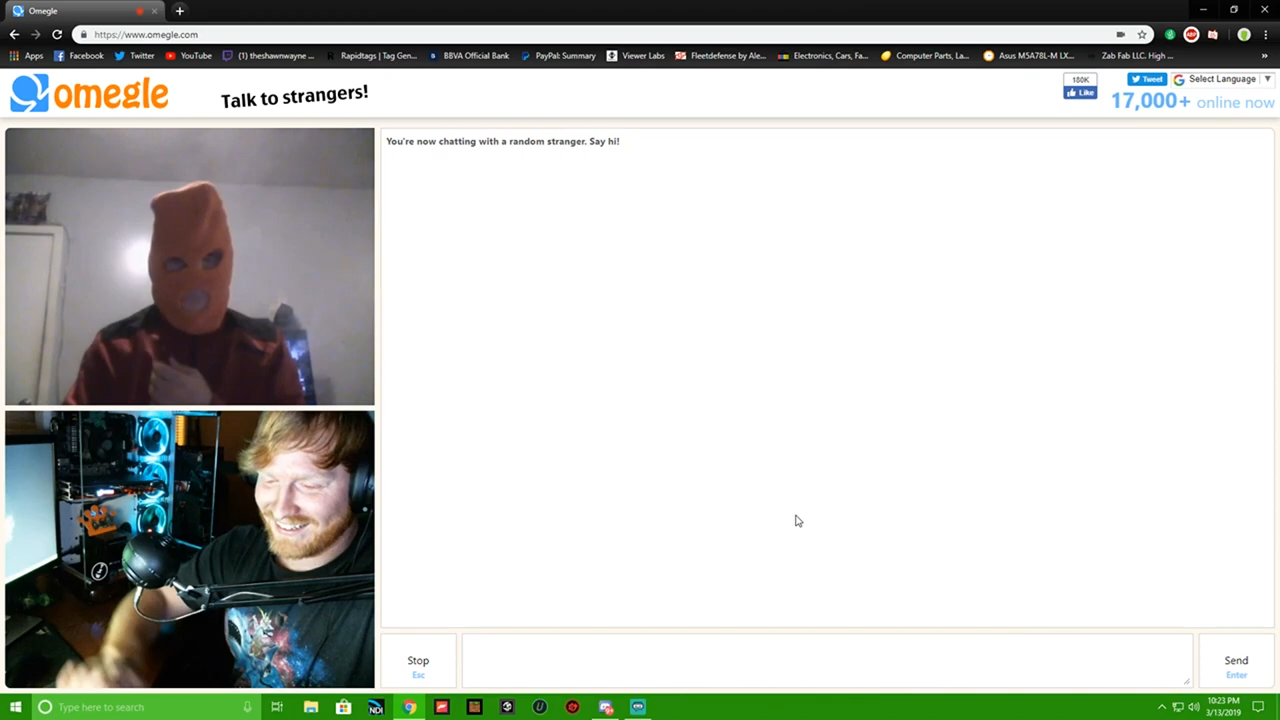 Omegle
https://www.omegle.com
Apps Facebook Twitter YouTube (1) theshawnwayne ... Rapidtags | Tag Gen... BBVA Official Bank PayPal: Summary Viewer Labs Fleetdefense by Ale... Electronics, Cars, Fa... Computer Parts, La... Asus M5A78L-M LX... Zab Fab LLC. High ... »
omegle Talk to strangers!
180K
Like
Tweet
Select Language
17,000+ online now
You're now chatting with a random stranger. Say hi!
Stop
Esc
Send
Enter
Type here to search
NDI
10:23 PM
3/13/2019